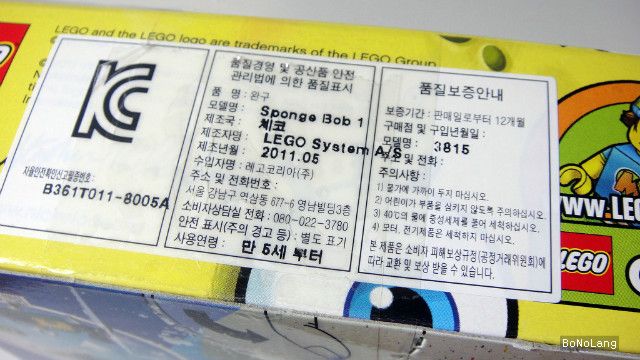 LEGO and the LEGO logo are trademarks of the LEGO Group.
KC
자율안전확인신고필증번호:
B361T011-8005A
품질경영 및 공산품 안전
관리법에 의한 품질표시
품명 : 완구
모델명 : Sponge Bob 1
제조국 : 체코
제조자명 : LEGO System A/S
제조년월 : 2011.05
수입자명 : 레고코리아(주)
주소 및 전화번호 :
서울 강남구 역삼동 677-6 영남빌딩3층
소비자상담실 전화 : 080-022-3780
안전 표시(주의 경고 등) : 별도 표기
사용연령 : 만 5세 부터
품질보증안내
보증기간 : 판매일로부터 12개월
구매점 및 구입년월일 :
모델명 : 3815
주소 및 전화 :
주의사항 :
1) 불가에 가까이 두지 마십시오.
2) 어린이가 부품을 삼키지 않도록 주의하십시오.
3) 40℃의 물에 중성세제를 풀어 세척하십시오.
4) 모터, 전기제품은 세척하지 마십시오.
본 제품은 소비자 피해보상규정(공정거래위원회)에
따라 교환 및 보상 받을 수 있습니다.
WWW.LE
LEGO
BoNoLang